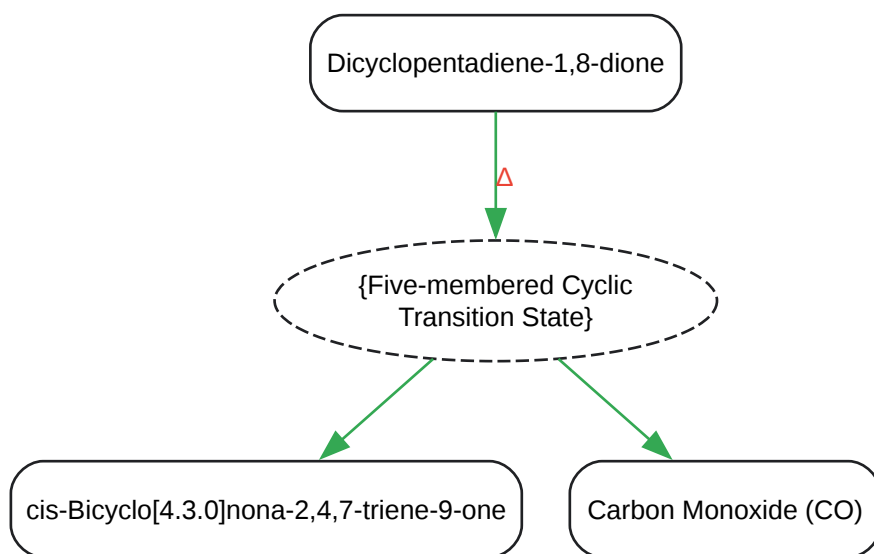 Dicyclopentadiene-1,8-dione
Δ
{Five-membered Cyclic
Transition State}
cis-Bicyclo[4.3.0]nona-2,4,7-triene-9-one
Carbon Monoxide (CO)